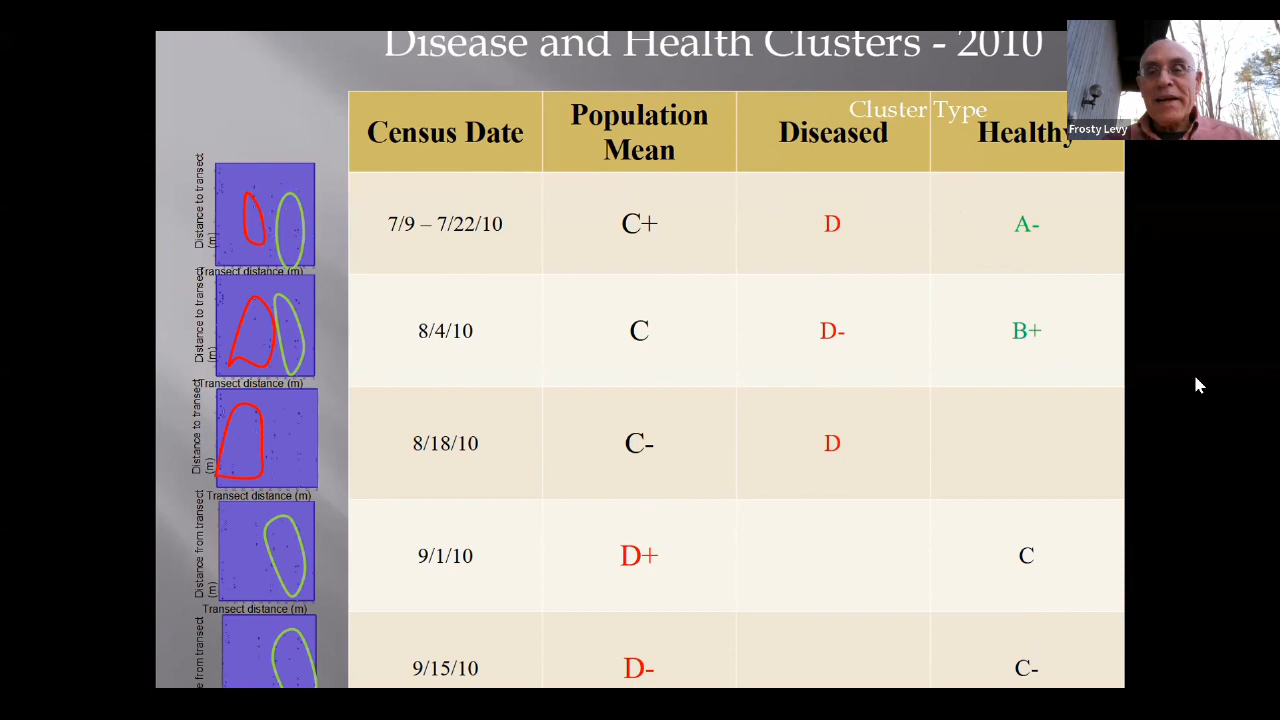 Disease and Health Clusters - 2010
Frosty Levy
Cluster Type
Census Date
Population
Mean
Diseased
Healthy
7/9 – 7/22/10
C+
D
A-
8/4/10
C
D-
B+
8/18/10
C-
D
9/1/10
D+
C
9/15/10
D-
C-
Distance to transect
(m)
Transect distance (m)
Distance to transect
(m)
Transect distance (m)
Distance to transect
(m)
Transect distance (m)
Distance from transect
(m)
Transect distance (m)
from transect